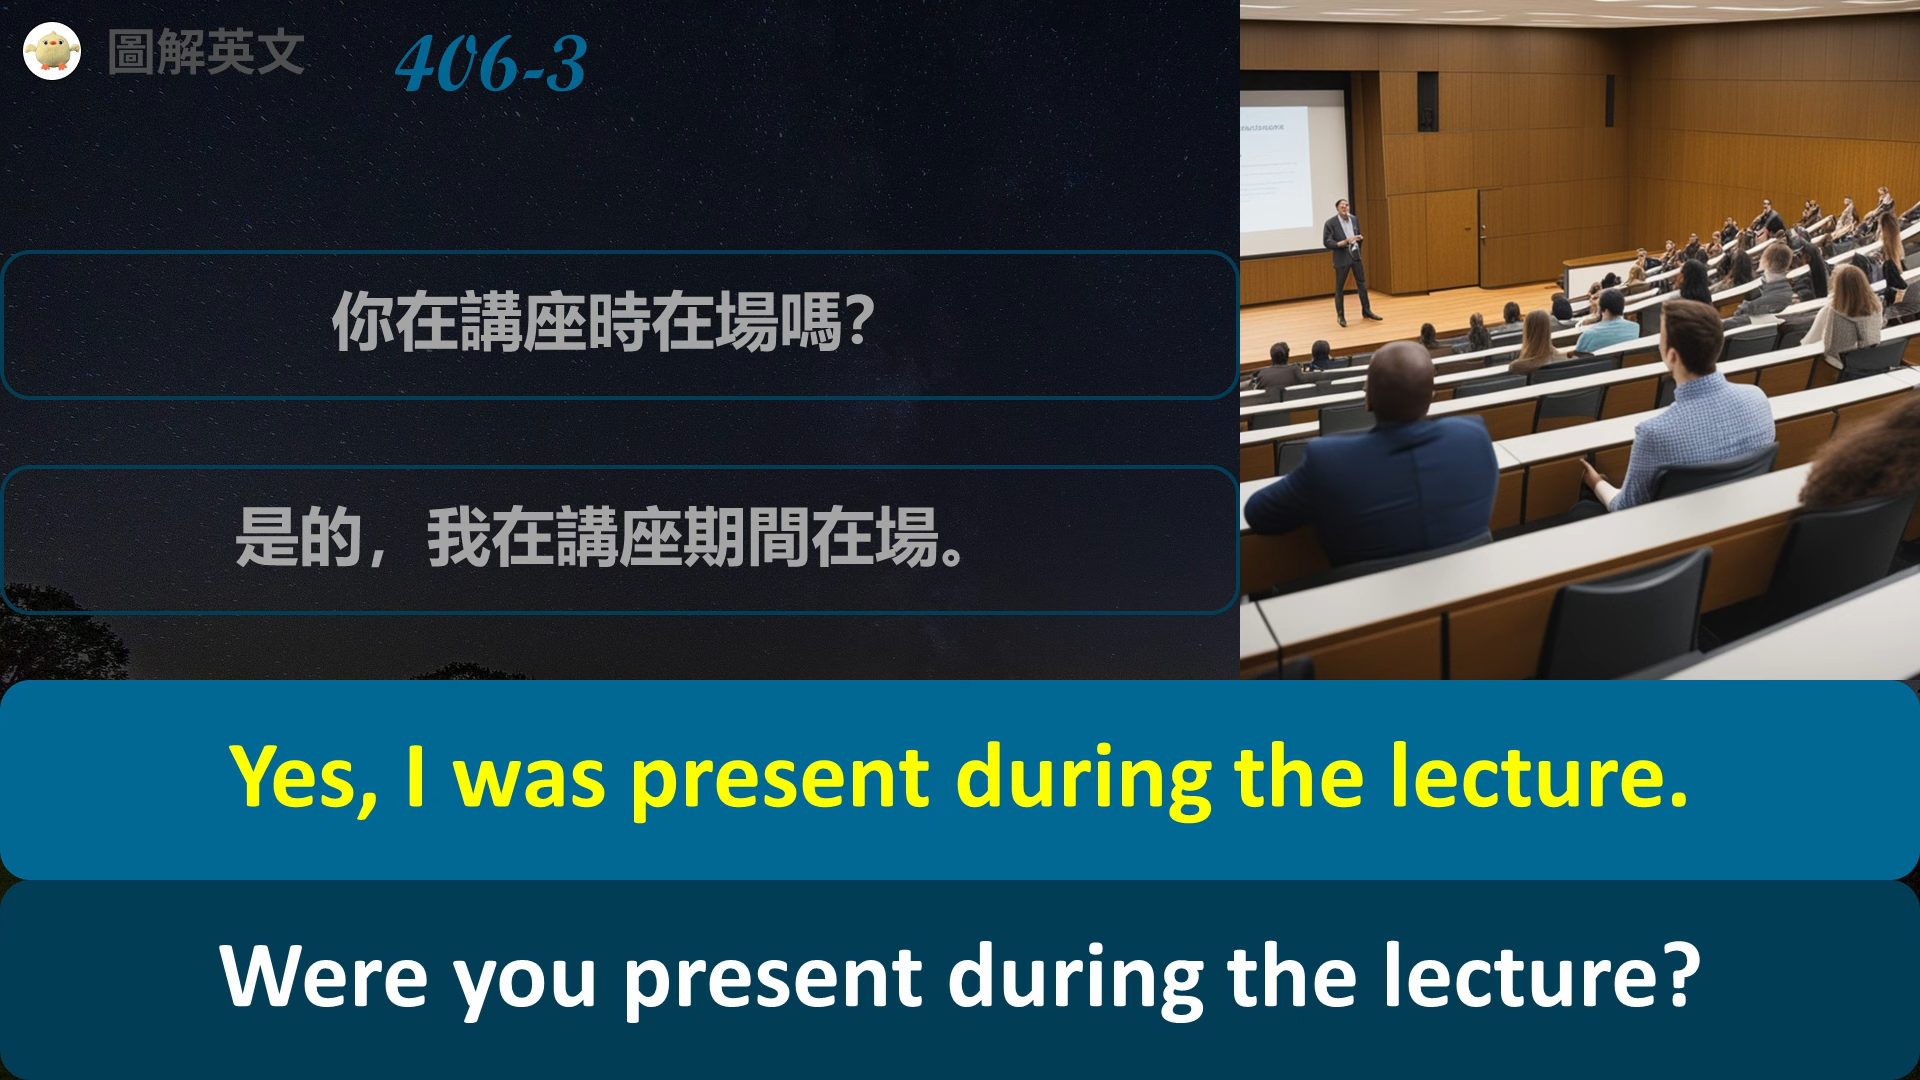 圖解英文
406-3
你在講座時在場嗎?
是的，我在講座期間在場。
Yes, I was present during the lecture.
Were you present during the lecture?